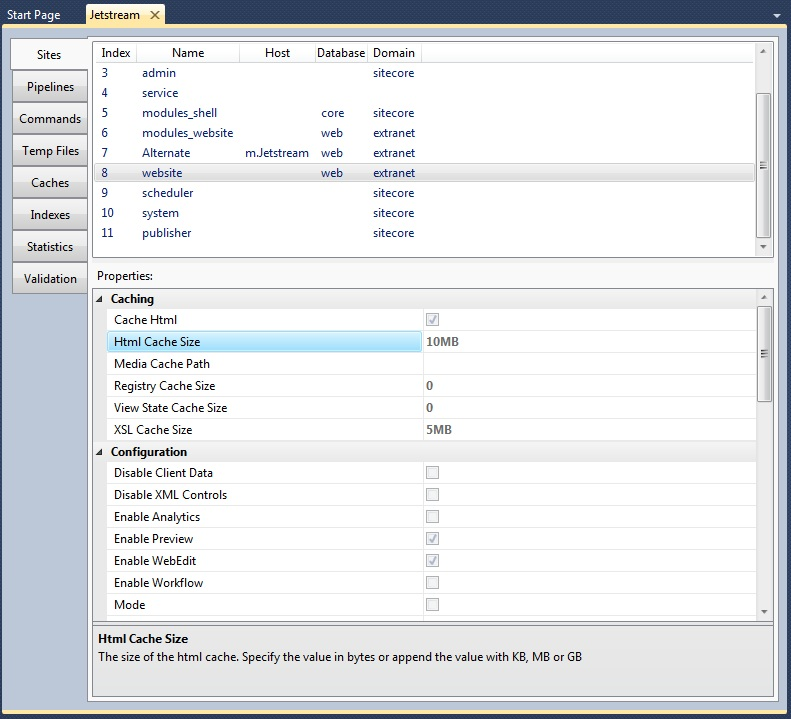 Start Page Jetstream
Sites
Pipelines
Commands
Temp Files
Caches
Indexes
Statistics
Validation
Index Name Host Database Domain
3 admin sitecore
4 service
5 modules_shell core sitecore
6 modules_website web extranet
7 Alternate m.Jetstream web extranet
8 website web extranet
9 scheduler sitecore
10 system sitecore
11 publisher sitecore
Properties:
Caching
Cache Html
Html Cache Size 10MB
Media Cache Path
Registry Cache Size 0
View State Cache Size 0
XSL Cache Size 5MB
Configuration
Disable Client Data
Disable XML Controls
Enable Analytics
Enable Preview
Enable WebEdit
Enable Workflow
Mode
Html Cache Size
The size of the html cache. Specify the value in bytes or append the value with KB, MB or GB